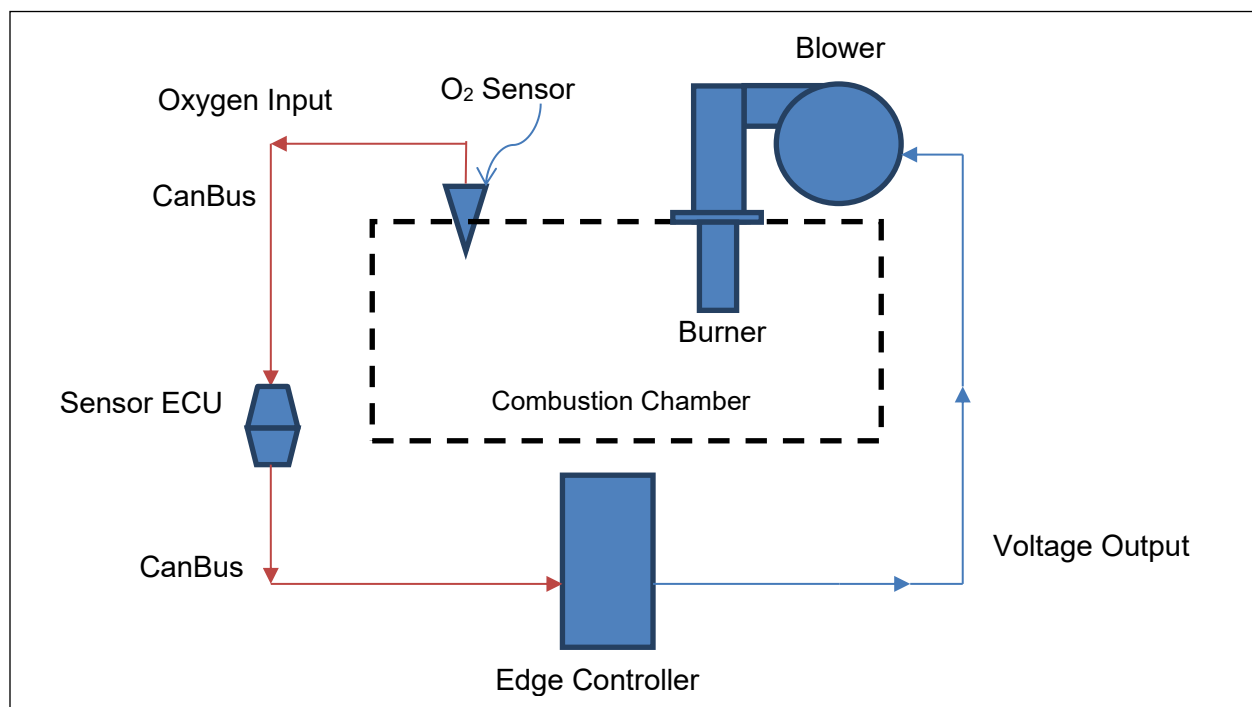 Blower
O₂ Sensor
Oxygen Input
CanBus
Burner
Sensor ECU
Combustion Chamber
Voltage Output
CanBus
Edge Controller